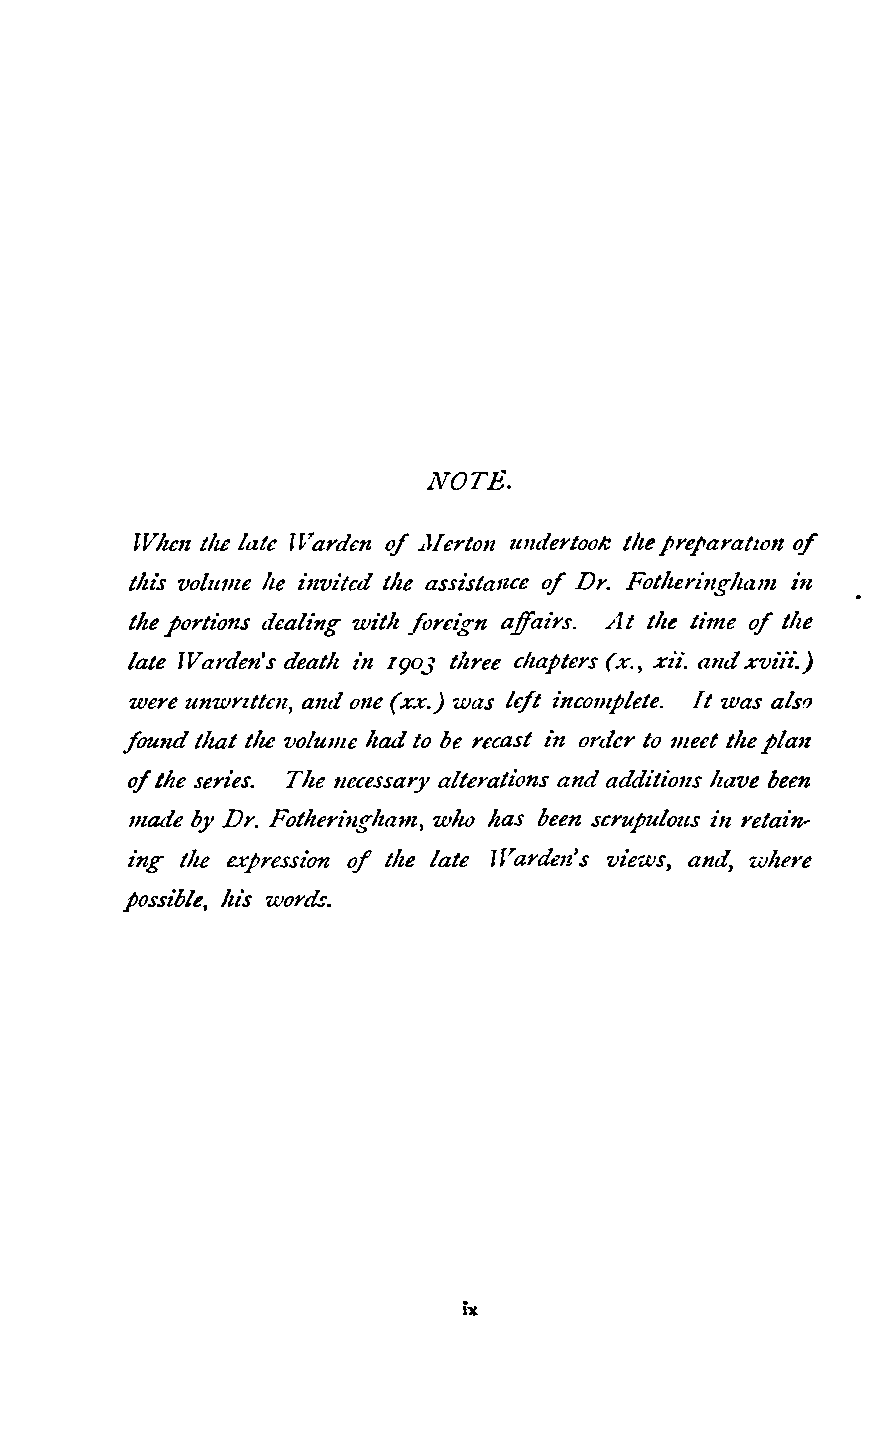 NOTE.
When the late Warden of Merton undertook the preparation of
this volume he invited the assistance of Dr. Fotheringham in
the portions dealing with foreign affairs. At the time of the
late Warden's death in 1903 three chapters (x., xii. and xviii.)
were unwritten, and one (xx.) was left incomplete. It was also
found that the volume had to be recast in order to meet the plan
of the series. The necessary alterations and additions have been
made by Dr. Fotheringham, who has been scrupulous in retain-
ing the expression of the late Warden's views, and, where
possible, his words.
ix